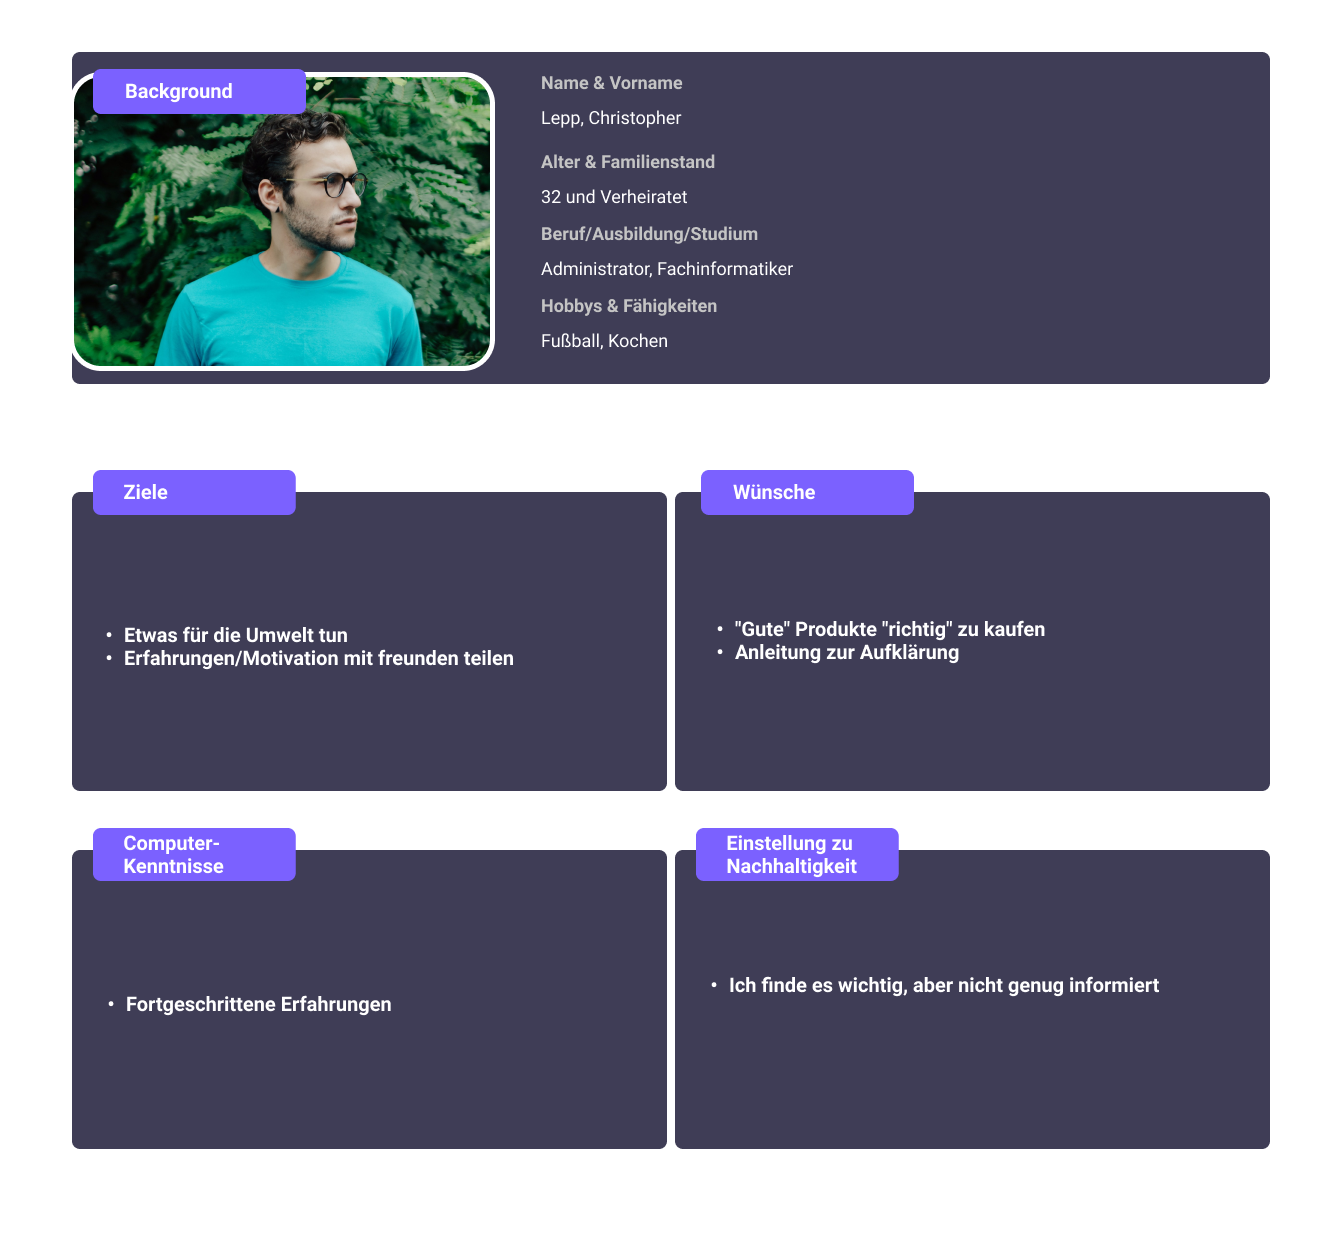 Background
Name & Vorname
Lepp, Christopher
Alter & Familienstand
32 und Verheiratet
Beruf/Ausbildung/Studium
Administrator, Fachinformatiker
Hobbys & Fähigkeiten
Fußball, Kochen
Ziele
• Etwas für die Umwelt tun
• Erfahrungen/Motivation mit freunden teilen
Wünsche
• "Gute" Produkte "richtig" zu kaufen
• Anleitung zur Aufklärung
Computer-
Kenntnisse
• Fortgeschrittene Erfahrungen
Einstellung zu
Nachhaltigkeit
• Ich finde es wichtig, aber nicht genug informiert